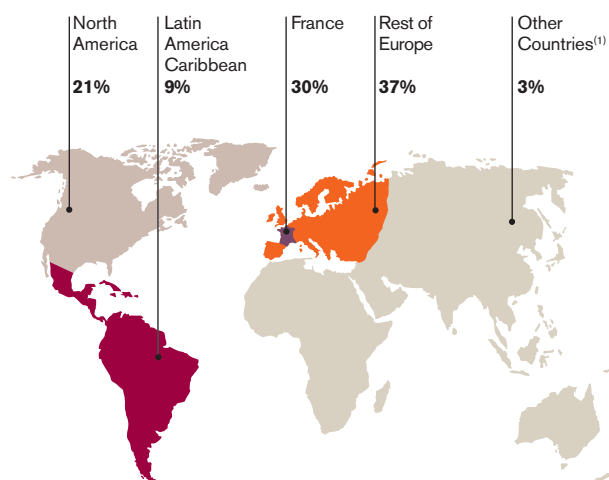 North
America
21%
Latin
America
Caribbean
9%
France
30%
Rest of
Europe
37%
Other
Countries(1)
3%